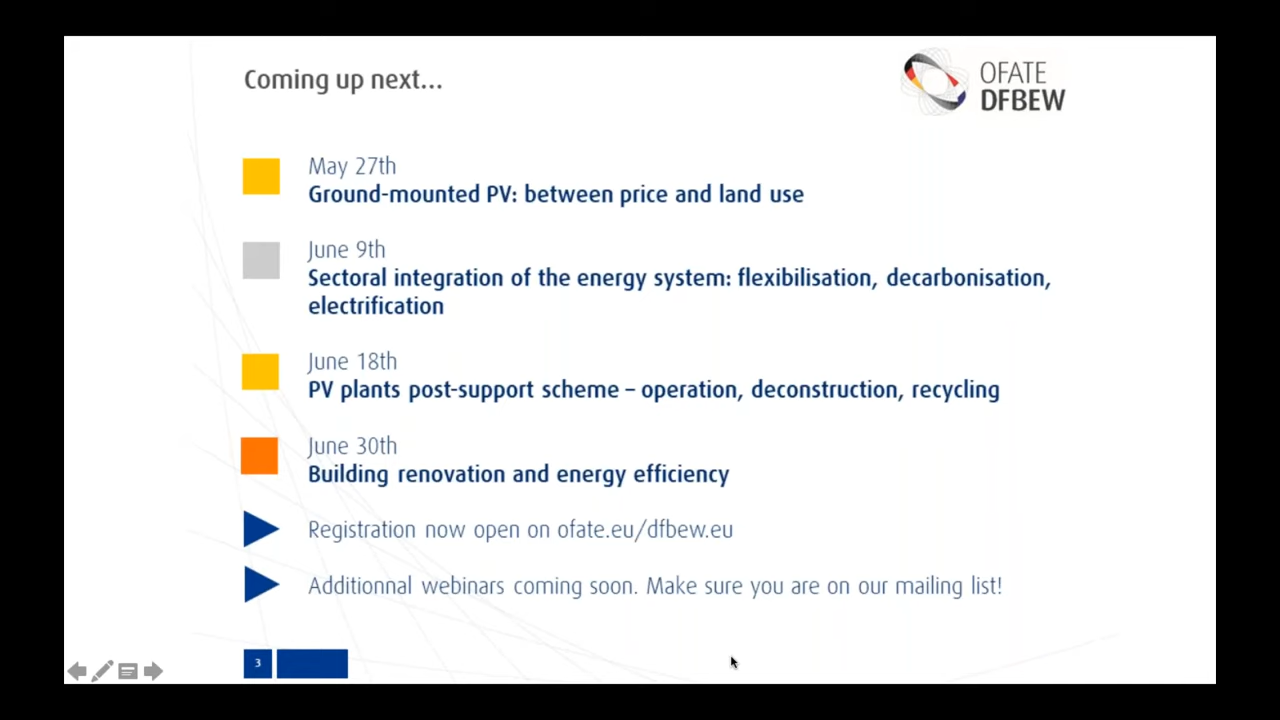 Coming up next...
OFATE
DFBEW
May 27th
Ground-mounted PV: between price and land use
June 9th
Sectoral integration of the energy system: flexibilisation, decarbonisation,
electrification
June 18th
PV plants post-support scheme – operation, deconstruction, recycling
June 30th
Building renovation and energy efficiency
Registration now open on ofate.eu/dfbew.eu
Additionnal webinars coming soon. Make sure you are on our mailing list!
3